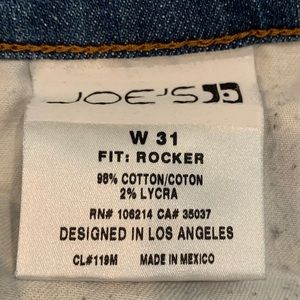 JOE'S
W 31
FIT: ROCKER
98% COTTON/COTON
2% LYCRA
RN# 106214 CA# 35037
DESIGNED IN LOS ANGELES
CL#119M MADE IN MEXICO